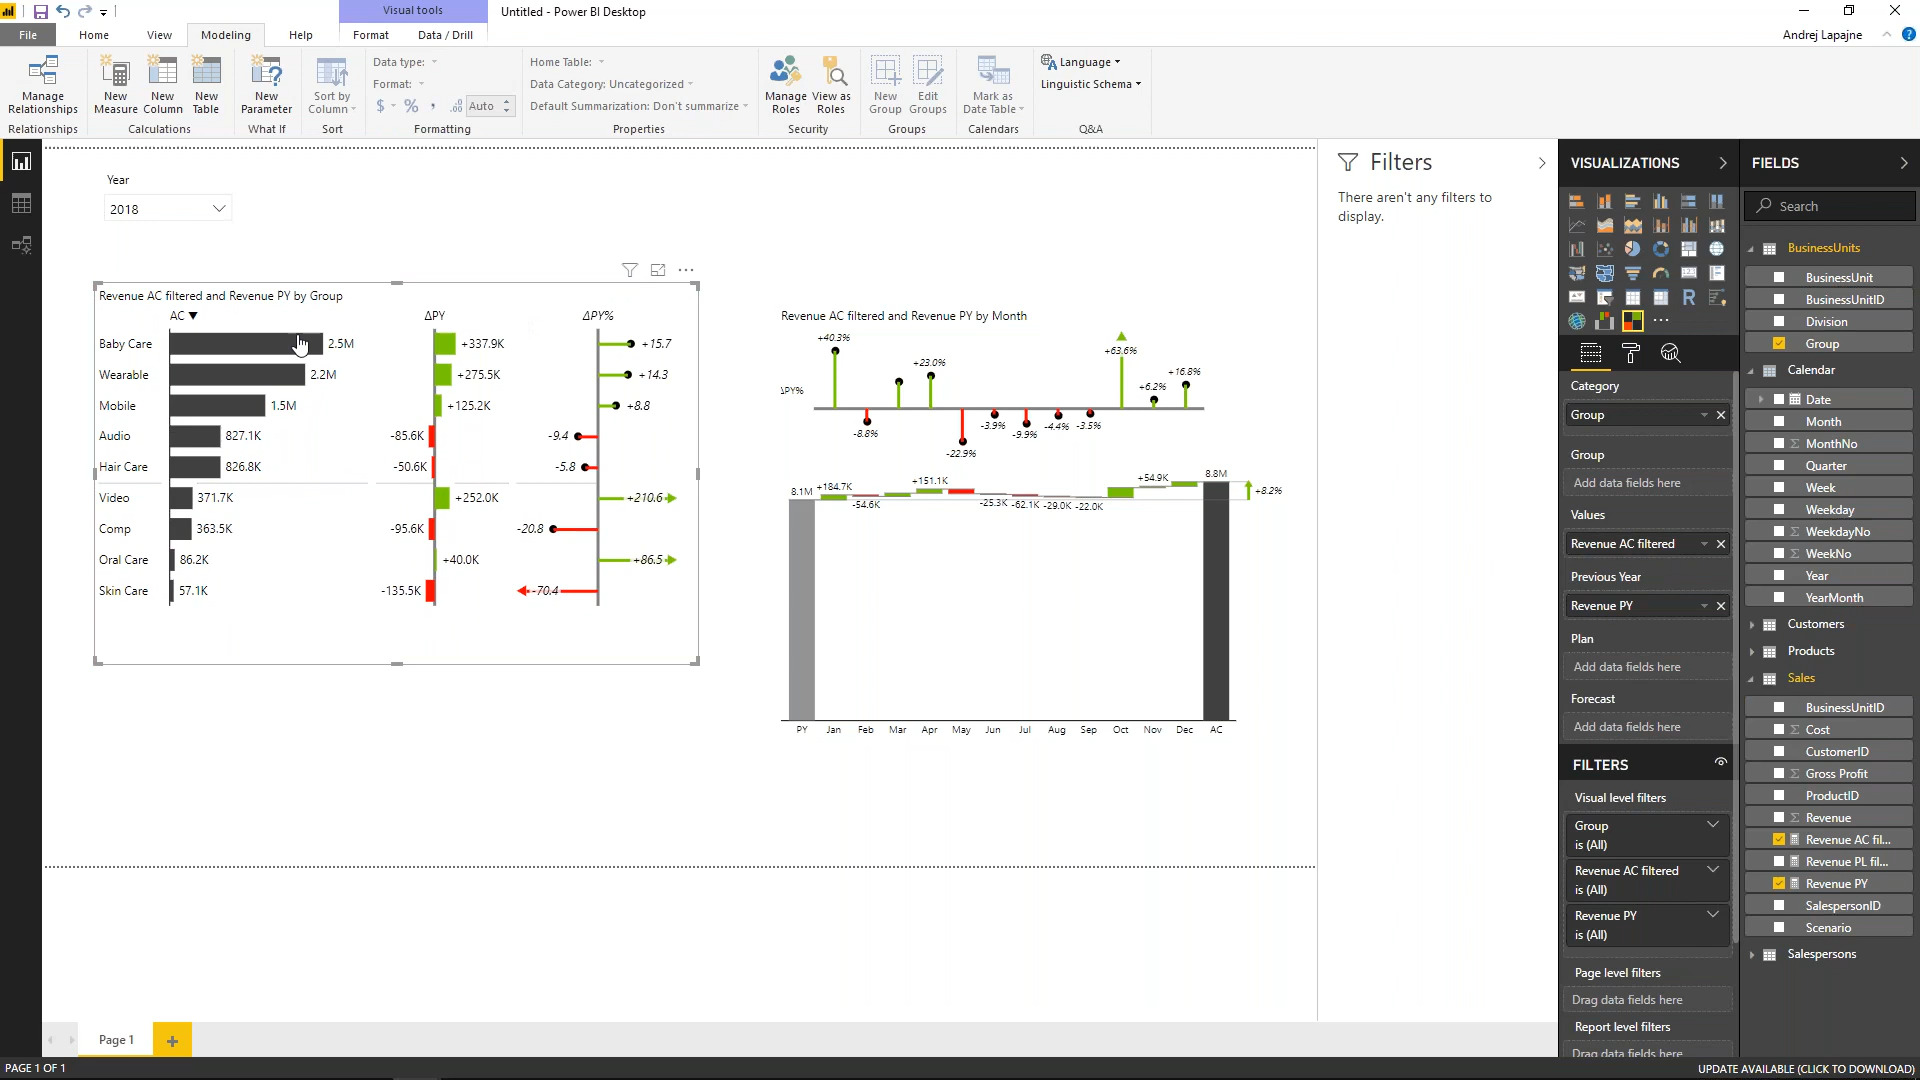 Visual tools
Untitled - Power BI Desktop
File
Home
View
Modeling
Help
Format
Data / Drill
Andrej Lapajne
Manage Relationships
Relationships
New Measure
New Column
New Table
Calculations
New Parameter
What If
Sort by Column
Sort
Data type:
Format:
$ % , .00 Auto
Formatting
Home Table:
Data Category: Uncategorized
Default Summarization: Don't summarize
Properties
Manage Roles
View as Roles
Security
New Group
Edit Groups
Groups
Mark as Date Table
Calendars
Language
Linguistic Schema
Q&A
Year
2018
Revenue AC filtered and Revenue PY by Group
AC ▼ ΔPY ΔPY%
Baby Care 2.5M +337.9K +15.7
Wearable 2.2M +275.5K +14.3
Mobile 1.5M +125.2K +8.8
Audio 827.1K -85.6K -9.4
Hair Care 826.8K -50.6K -5.8
Video 371.7K +252.0K +210.6
Comp 363.5K -95.6K -20.8
Oral Care 86.2K +40.0K +86.5
Skin Care 57.1K -135.5K -70.4
Revenue AC filtered and Revenue PY by Month
ΔPY%
+40.3% -8.8% +23.0% -22.9% -3.9% -9.9% -4.4% -3.5% +63.6% +6.2% +16.8%
8.1M +184.7K -54.6K +151.1K -25.3K -62.1K -29.0K -22.0K +54.9K 8.8M +8.2%
PY Jan Feb Mar Apr May Jun Jul Aug Sep Oct Nov Dec AC
Filters
There aren't any filters to
display.
VISUALIZATIONS
R
Category
Group
Group
Add data fields here
Values
Revenue AC filtered
Previous Year
Revenue PY
Plan
Add data fields here
Forecast
Add data fields here
FILTERS
Visual level filters
Group
is (All)
Revenue AC filtered
is (All)
Revenue PY
is (All)
Page level filters
Drag data fields here
Report level filters
Drag data fields here
FIELDS
Search
BusinessUnits
BusinessUnit
BusinessUnitID
Division
Group
Calendar
Date
Month
MonthNo
Quarter
Week
Weekday
WeekdayNo
WeekNo
Year
YearMonth
Customers
Products
Sales
BusinessUnitID
Cost
CustomerID
Gross Profit
ProductID
Revenue
Revenue AC fil...
Revenue PL fil...
Revenue PY
SalespersonID
Scenario
Salespersons
Page 1
PAGE 1 OF 1
UPDATE AVAILABLE (CLICK TO DOWNLOAD)